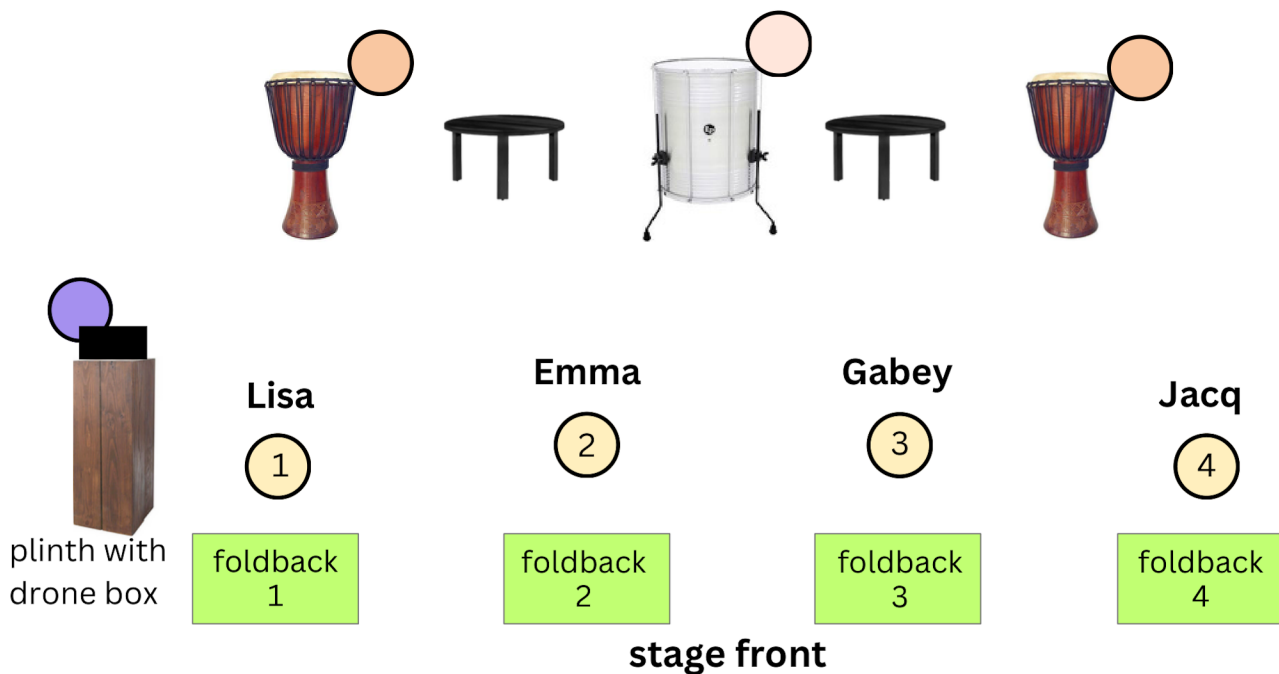 LP
Emma
Gabey
Lisa
Jacq
1
2
3
4
plinth with
drone box
foldback
1
foldback
2
foldback
3
foldback
4
stage front